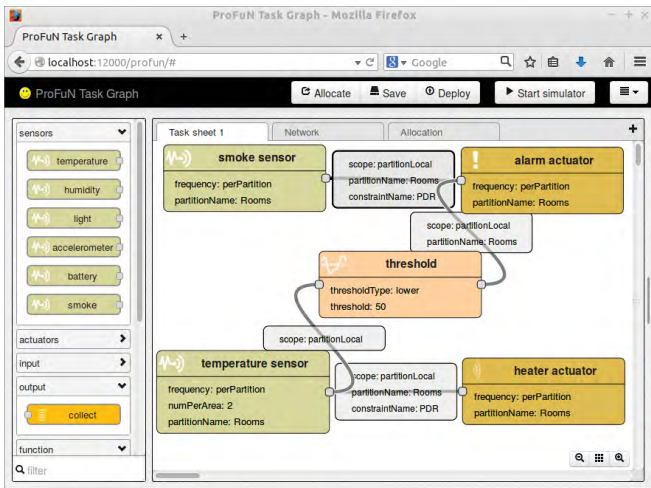 ProFuN Task Graph - Mozilla Firefox
ProFuN Task Graph
localhost:12000/profun/#
Google
ProFuN Task Graph
Allocate
Save
Deploy
Start simulator
sensors
temperature
humidity
light
accelerometer
battery
smoke
actuators
input
output
collect
function
filter
Task sheet 1
Network
Allocation
smoke sensor
frequency: perPartition
partitionName: Rooms
scope: partitionLocal
partitionName: Rooms
constraintName: PDR
alarm actuator
frequency: perPartition
partitionName: Rooms
scope: partitionLocal
partitionName: Rooms
threshold
thresholdType: lower
threshold: 50
scope: partitionLocal
temperature sensor
frequency: perPartition
numPerArea: 2
partitionName: Rooms
scope: partitionLocal
partitionName: Rooms
constraintName: PDR
heater actuator
frequency: perPartition
partitionName: Rooms